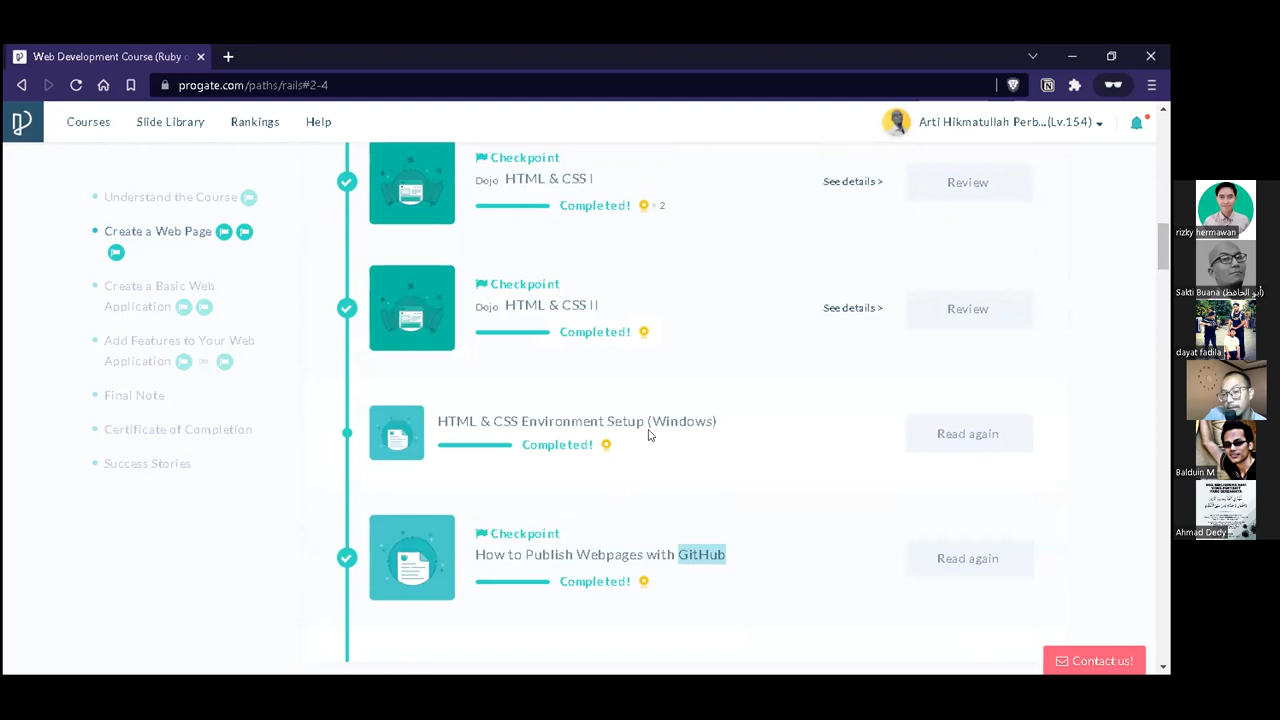 Web Development Course (Ruby o
progate.com/paths/rails#2-4
Courses
Slide Library
Rankings
Help
Arti Hikmatullah Perb...(Lv.154)
Understand the Course
Create a Web Page
Create a Basic Web
Application
Add Features to Your Web
Application
Final Note
Certificate of Completion
Success Stories
Checkpoint
Dojo HTML & CSS I
Completed! × 2
See details >
Review
Checkpoint
Dojo HTML & CSS II
Completed!
See details >
Review
HTML & CSS Environment Setup (Windows)
Completed!
Read again
Checkpoint
How to Publish Webpages with GitHub
Completed!
Read again
Contact us!
rizky hermawan
Sakti Buana (أبو الحافظ)
dayat fadila
Balduin M
Ahmad Dedy